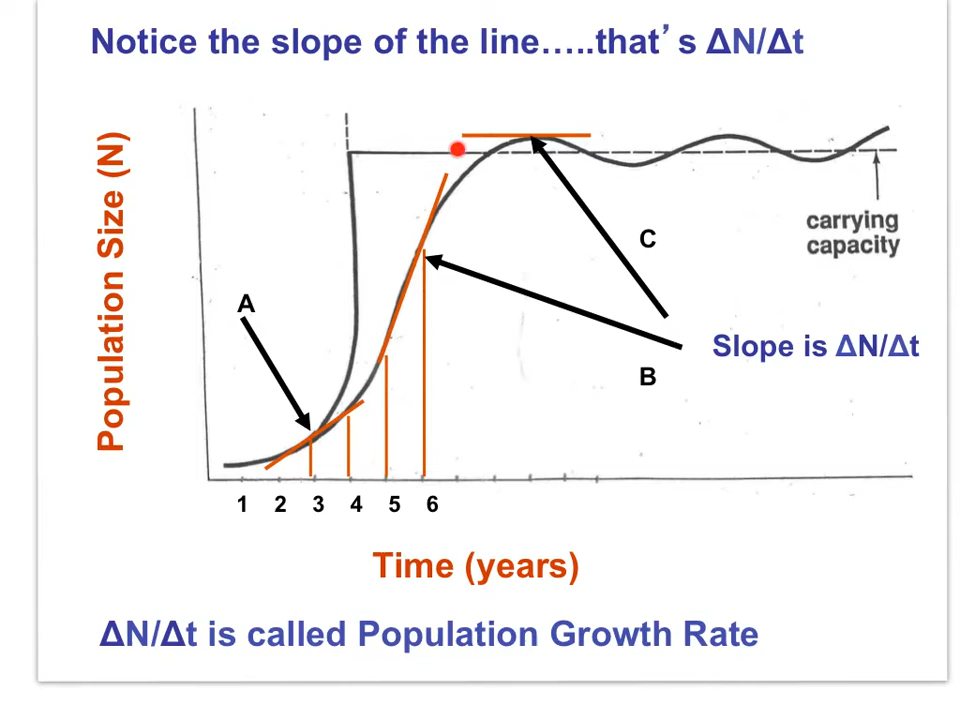 Notice the slope of the line…..that’s ΔN/Δt
Population Size (N)
A
C
carrying
capacity
Slope is ΔN/Δt
B
1 2 3 4 5 6
Time (years)
ΔN/Δt is called Population Growth Rate